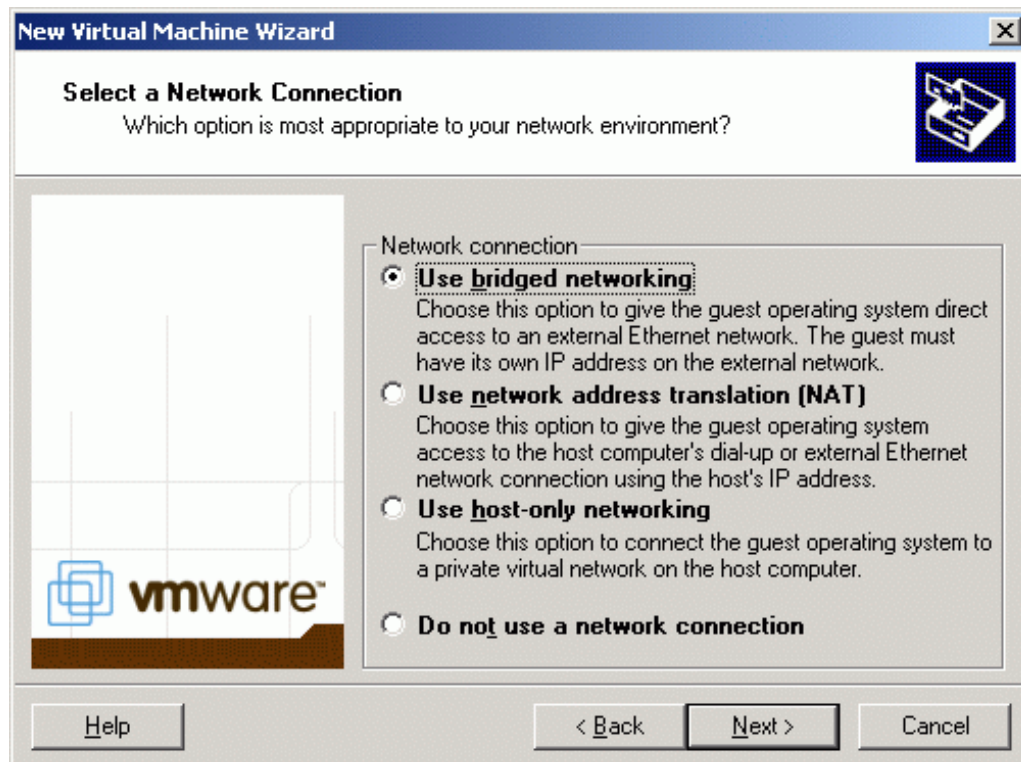 New Virtual Machine Wizard
Select a Network Connection
Which option is most appropriate to your network environment?
Network connection
Use bridged networking
Choose this option to give the guest operating system direct
access to an external Ethernet network. The guest must
have its own IP address on the external network.
Use network address translation (NAT)
Choose this option to give the guest operating system
access to the host computer's dial-up or external Ethernet
network connection using the host's IP address.
Use host-only networking
Choose this option to connect the guest operating system to
a private virtual network on the host computer.
Do not use a network connection
vmware™
Help
< Back
Next >
Cancel